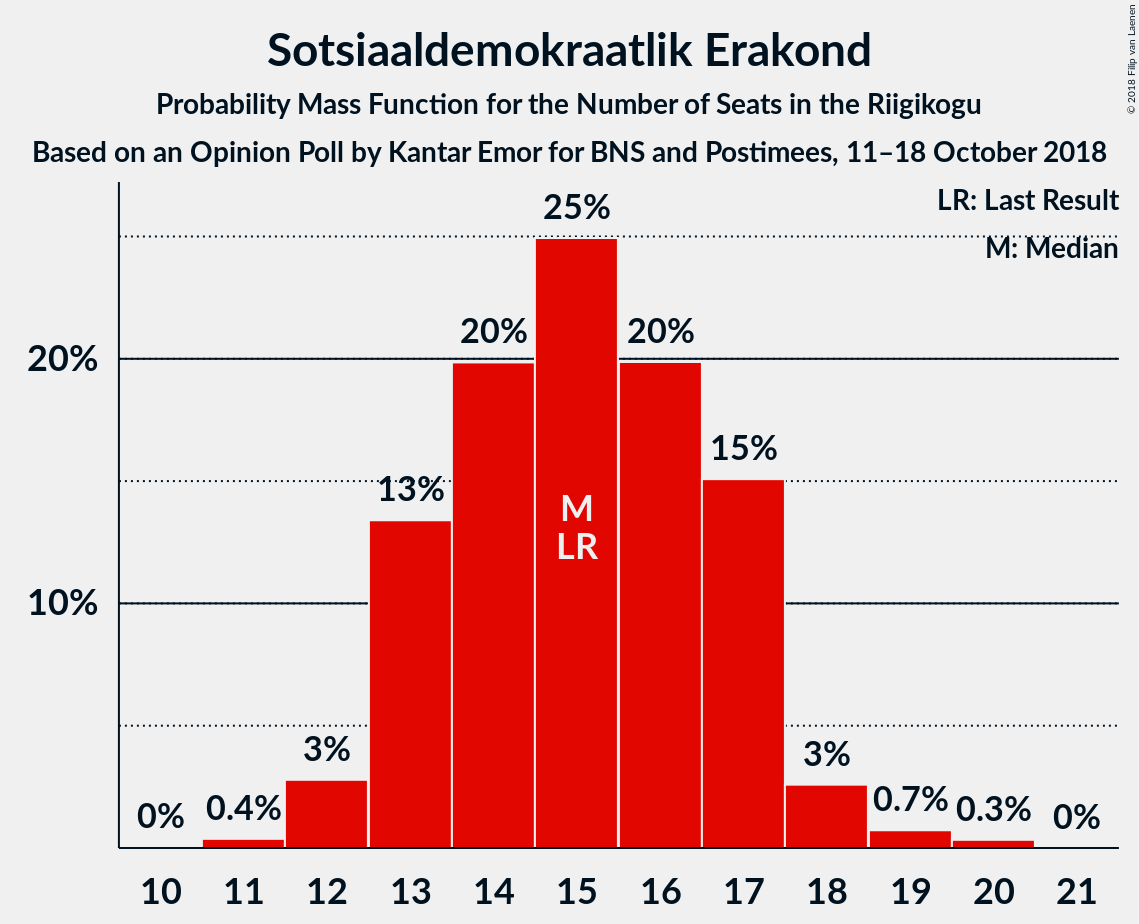 Sotsiaaldemokraatlik Erakond
Probability Mass Function for the Number of Seats in the Riigikogu
Based on an Opinion Poll by Kantar Emor for BNS and Postimees, 11–18 October 2018
© 2018 Filip van Laenen
LR: Last Result
M: Median
20%
10%
0%
0.4%
3%
13%
20%
25%
20%
15%
3%
0.7%
0.3%
0%
M
LR
10 11 12 13 14 15 16 17 18 19 20 21